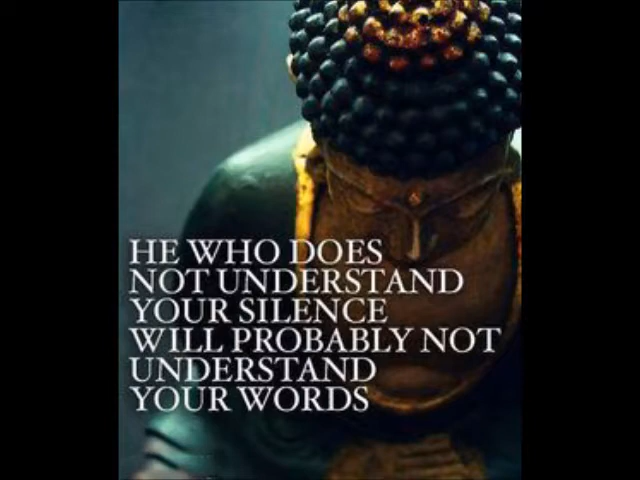 HE WHO DOES
NOT UNDERSTAND
YOUR SILENCE
WILL PROBABLY NOT
UNDERSTAND
YOUR WORDS